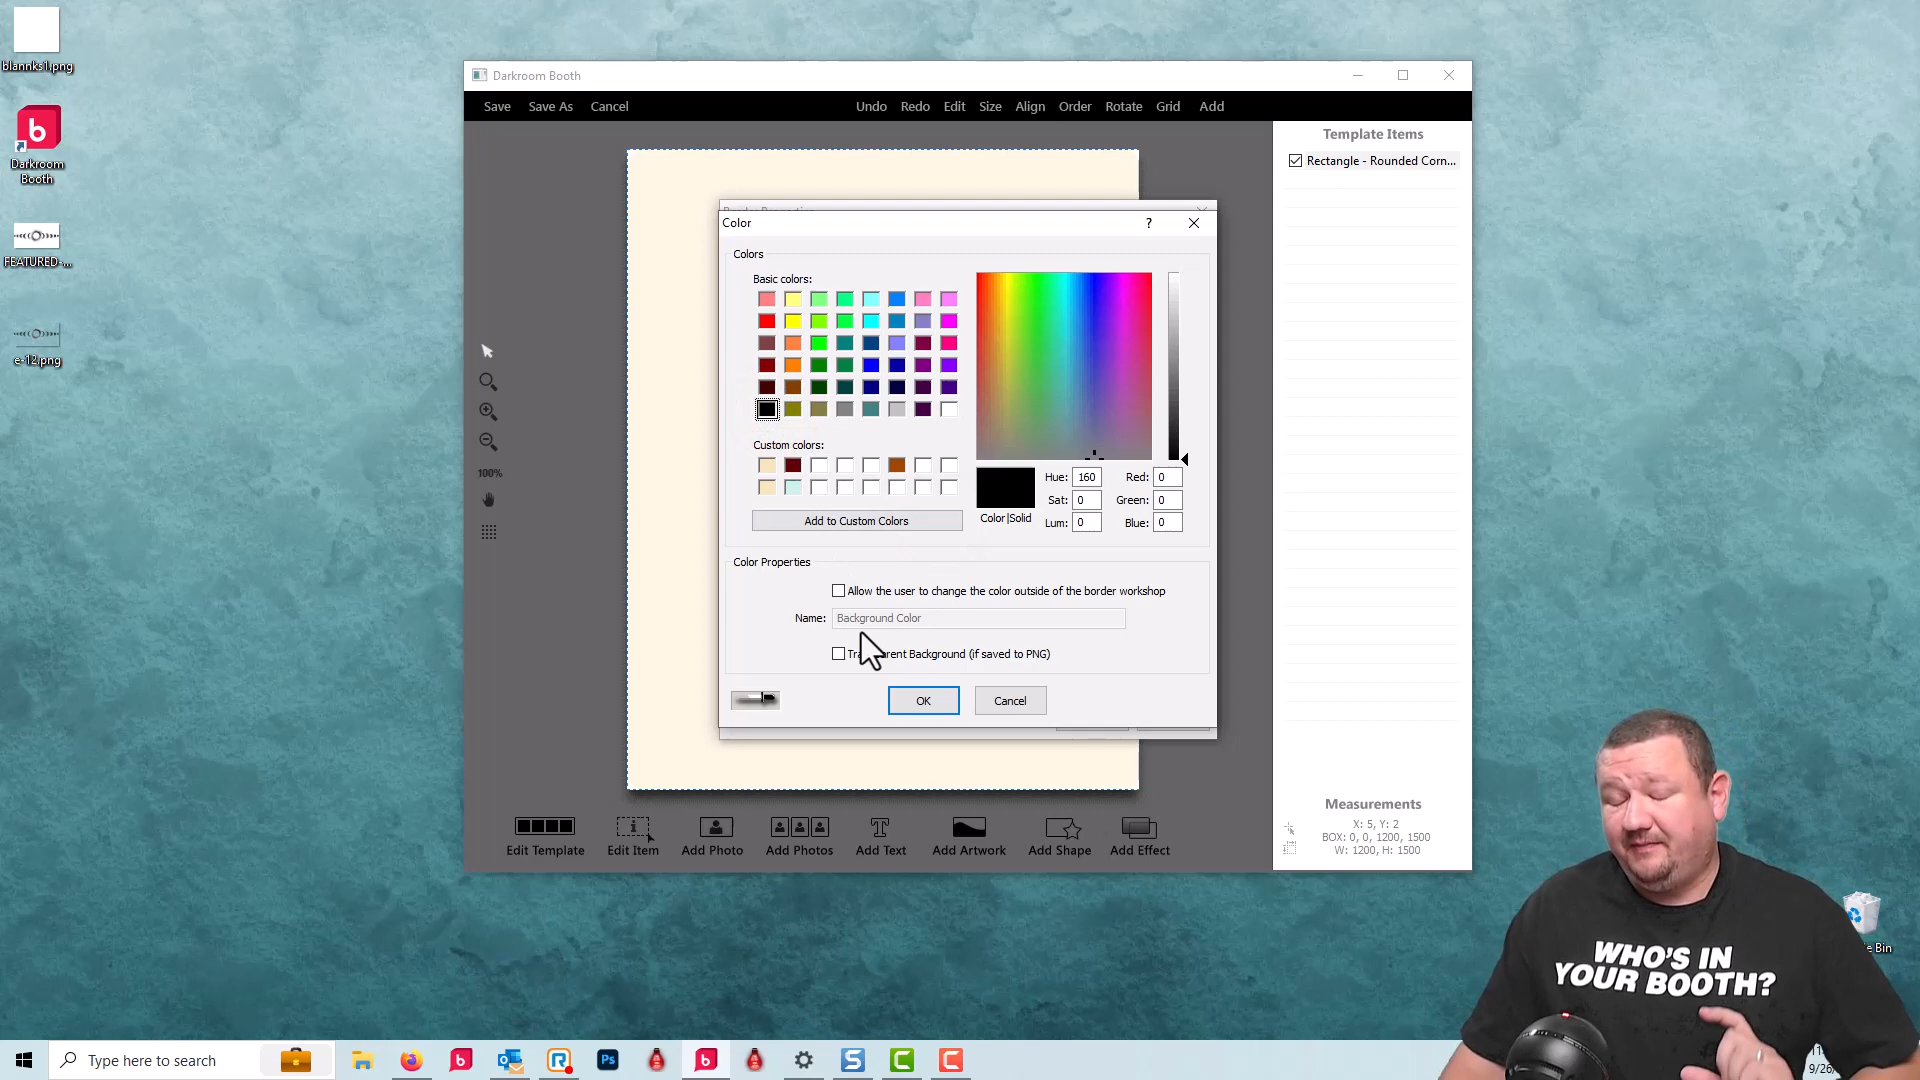 blannks1.png
Darkroom
Booth
FEATURED-...
e-12.png
Darkroom Booth
Save Save As Cancel Undo Redo Edit Size Align Order Rotate Grid Add
Template Items
Rectangle - Rounded Corn...
Color
?
Colors
Basic colors:
Custom colors:
Add to Custom Colors
Color|Solid
Hue: 160 Red: 0
Sat: 0 Green: 0
Lum: 0 Blue: 0
Color Properties
Allow the user to change the color outside of the border workshop
Name: Background Color
Background (if saved to PNG)
OK Cancel
100%
Edit Template Edit Item Add Photo Add Photos Add Text Add Artwork Add Shape Add Effect
Measurements
X: 5, Y: 2
BOX: 0, 0, 1200, 1500
W: 1200, H: 1500
Bin
WHO'S IN
YOUR BOOTH?
Type here to search
Ps
9/26/